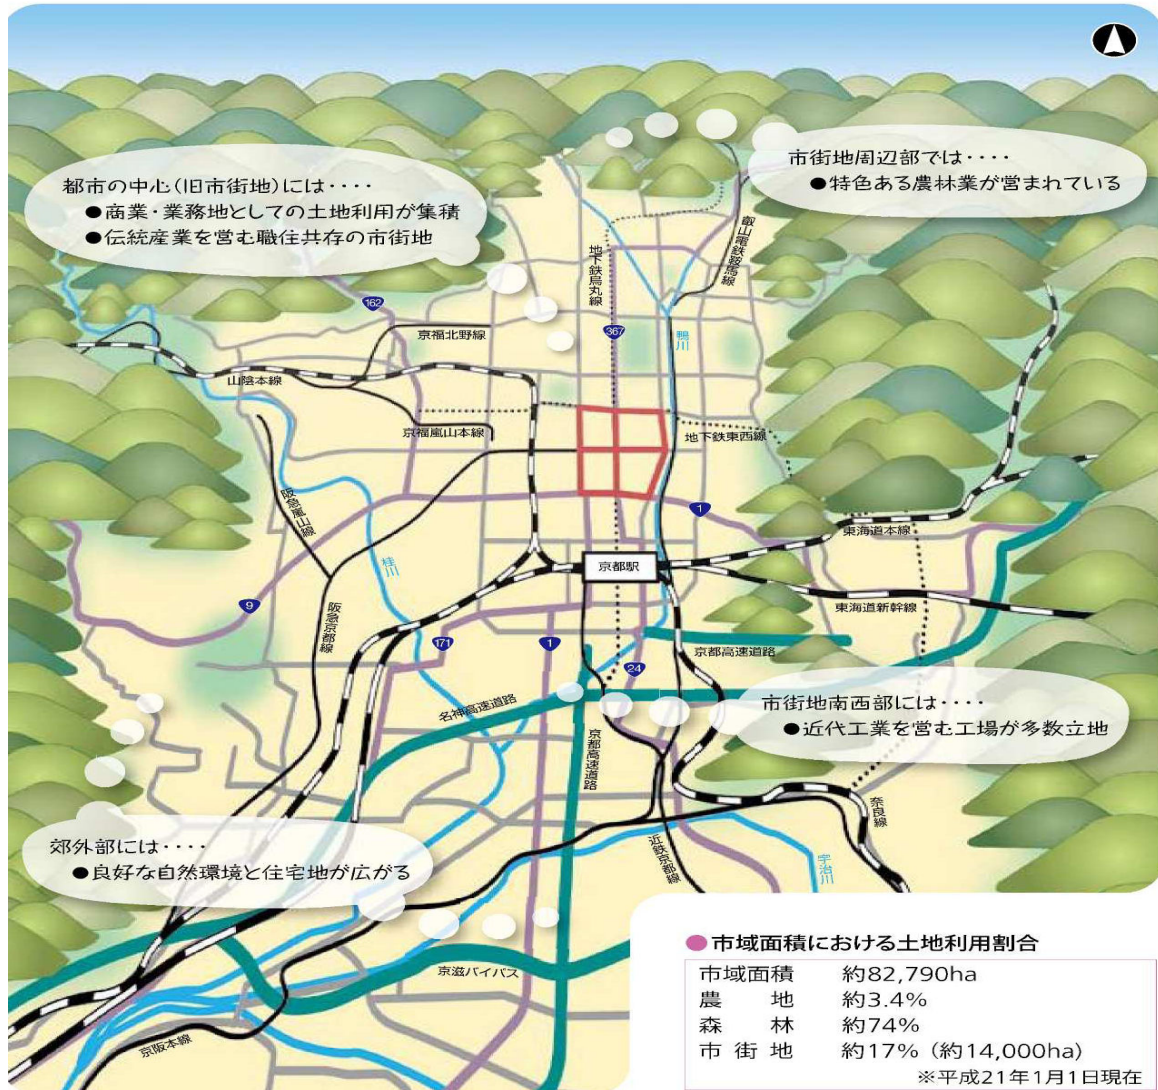 都市の中心(旧市街地)には・・・・
●商業・業務地としての土地利用が集積
●伝統産業を営む職住共存の市街地
市街地周辺部では・・・・
●特色ある農林業が営まれている
叡山電鉄鞍馬線
地下鉄烏丸線
162
367
鴨川
京福北野線
山陰本線
京福嵐山本線
地下鉄東西線
阪急嵐山線
桂川
1
東海道本線
京都駅
9
阪急京都線
東海道新幹線
171
1
24
京都高速道路
名神高速道路
京都高速道路
市街地南西部には・・・・
●近代工業を営む工場が多数立地
奈良線
近鉄京都線
宇治川
郊外部には・・・・
●良好な自然環境と住宅地が広がる
京滋バイパス
京阪本線
●市域面積における土地利用割合
市域面積 約82,790ha
農地 約3.4%
森林 約74%
市街地 約17% (約14,000ha)
※平成21年1月1日現在